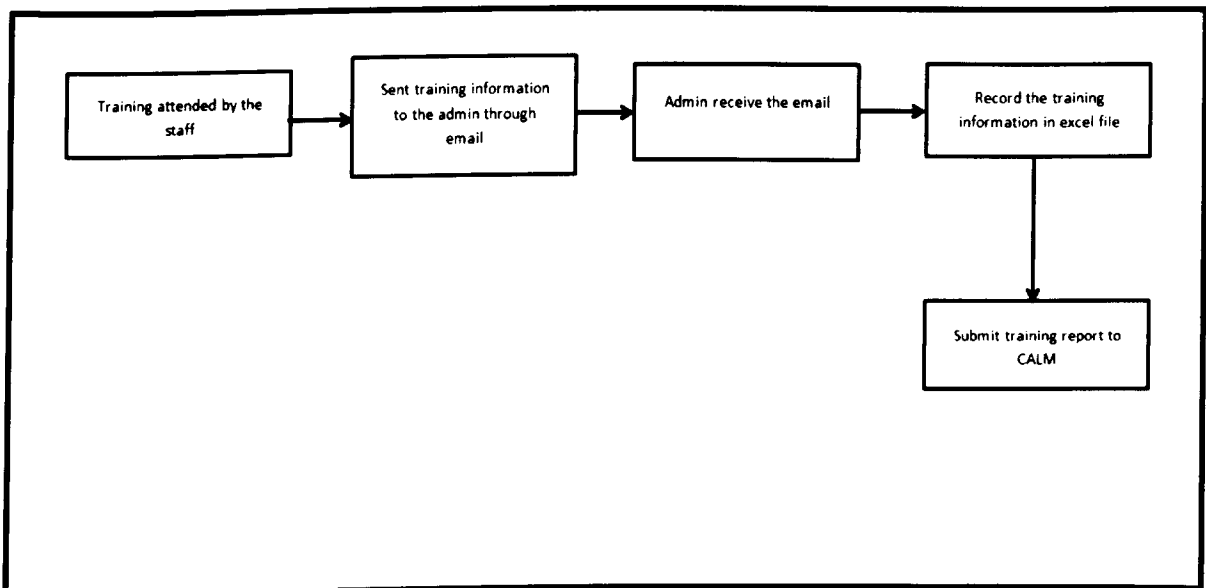 Training attended by the
staff
Sent training information
to the admin through
email
Admin receive the email
Record the training
information in excel file
Submit training report to
CALM